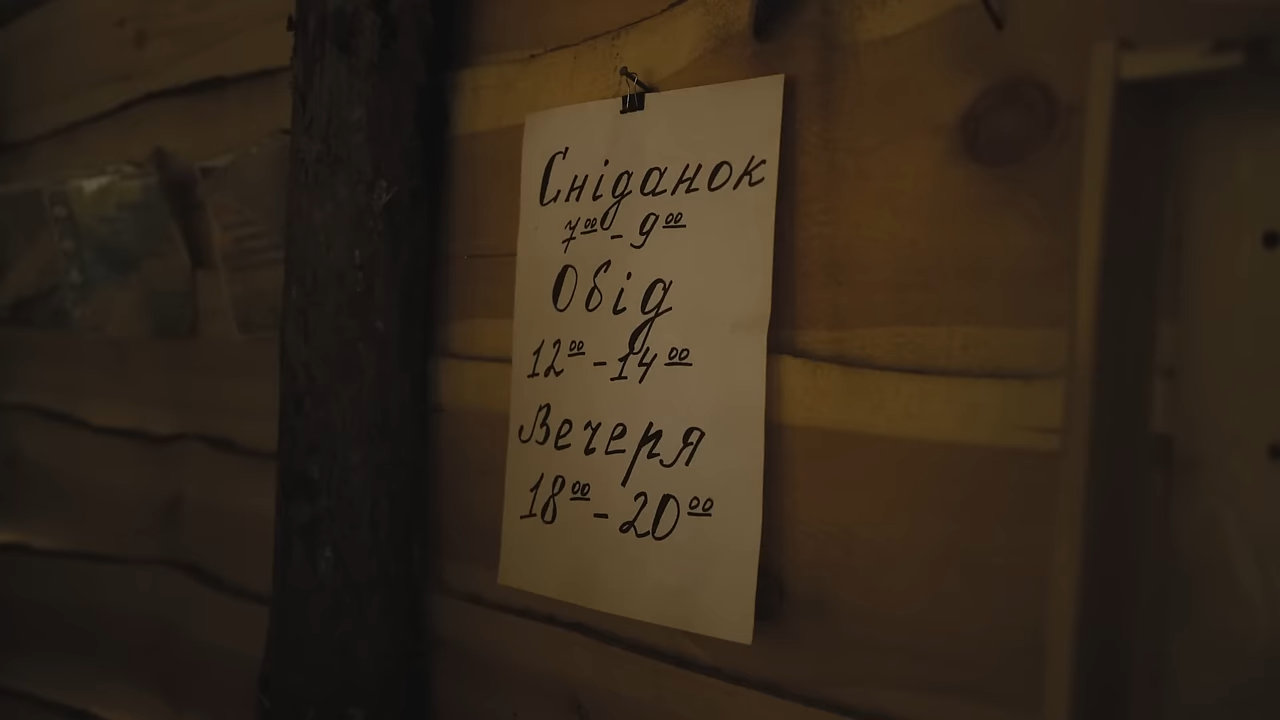 Сніданок
7⁰⁰ - 9⁰⁰
Обід
12⁰⁰ - 14⁰⁰
Вечеря
18⁰⁰ - 20⁰⁰